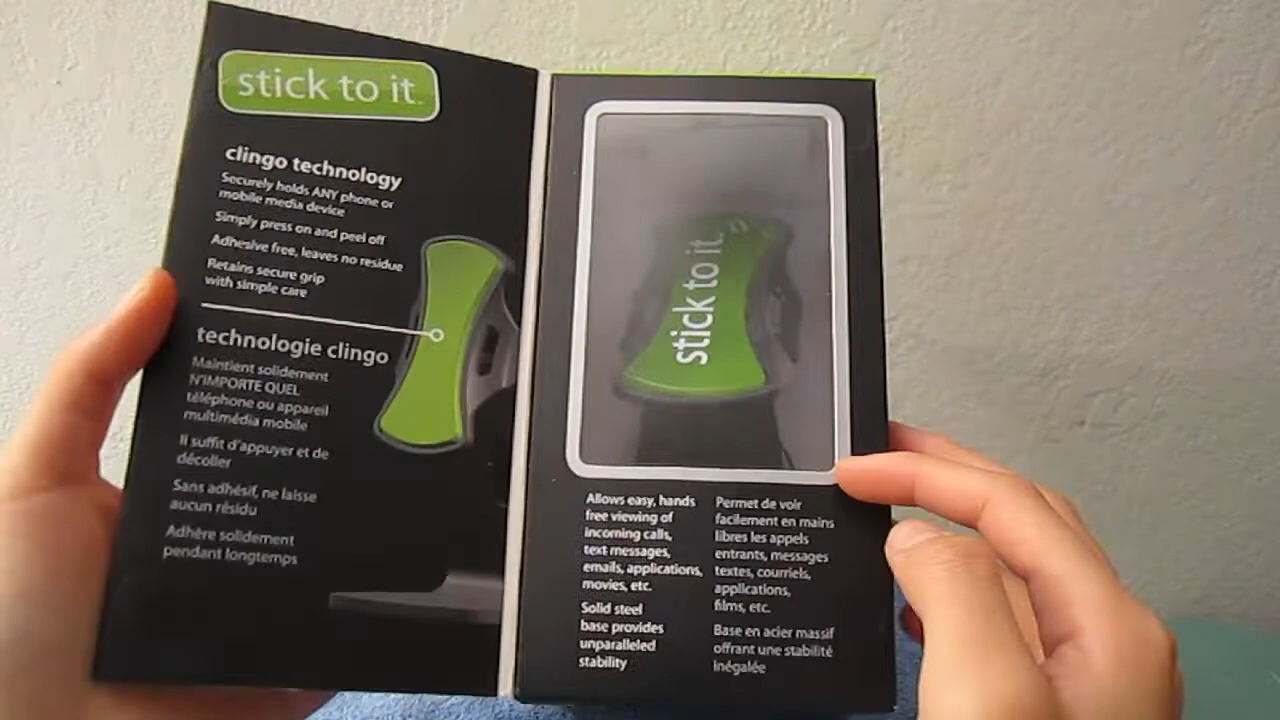 stick to it.
clingo technology
Securely holds ANY phone or
mobile media device
Simply press on and peel off
Adhesive free, leaves no residue
Retains secure grip
with simple care
technologie clingo
Maintient solidement
N'IMPORTE QUEL
téléphone ou appareil
multimédia mobile
Il suffit d'appuyer et de
décoller
Sans adhésif, ne laisse
aucun résidu
Adhère solidement
pendant longtemps
stick to it.
Allows easy, hands
free viewing of
incoming calls,
text messages,
emails, applications,
movies, etc.
Solid steel
base provides
unparalleled
stability
Permet de voir
facilement en mains
libres les appels
entrants, messages
textes, courriels,
applications,
films, etc.
Base en acier massif
offrant une stabilité
inégalée